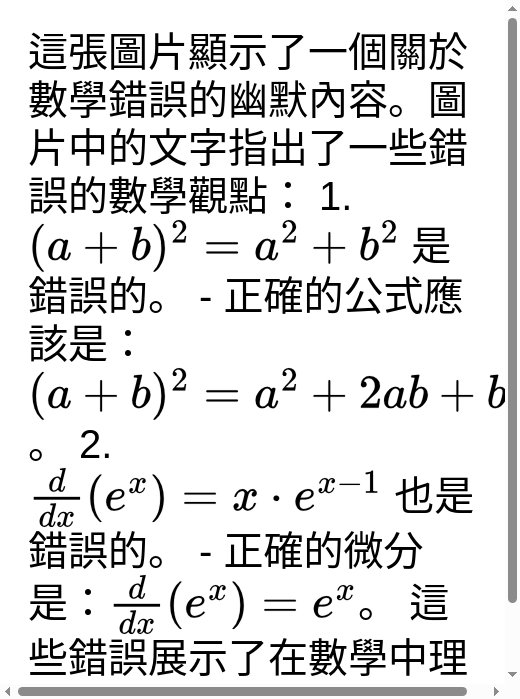 這張圖片顯示了一個關於
數學錯誤的幽默內容。圖
片中的文字指出了一些錯
誤的數學觀點： 1.
$(a + b)^2 = a^2 + b^2$ 是
錯誤的。 - 正確的公式應
該是：
$(a + b)^2 = a^2 + 2ab + b$
。 2.
$\frac{d}{dx}(e^x) = x \cdot e^{x-1}$ 也是
錯誤的。 - 正確的微分
是：$\frac{d}{dx}(e^x) = e^x$。 這
些錯誤展示了在數學中理